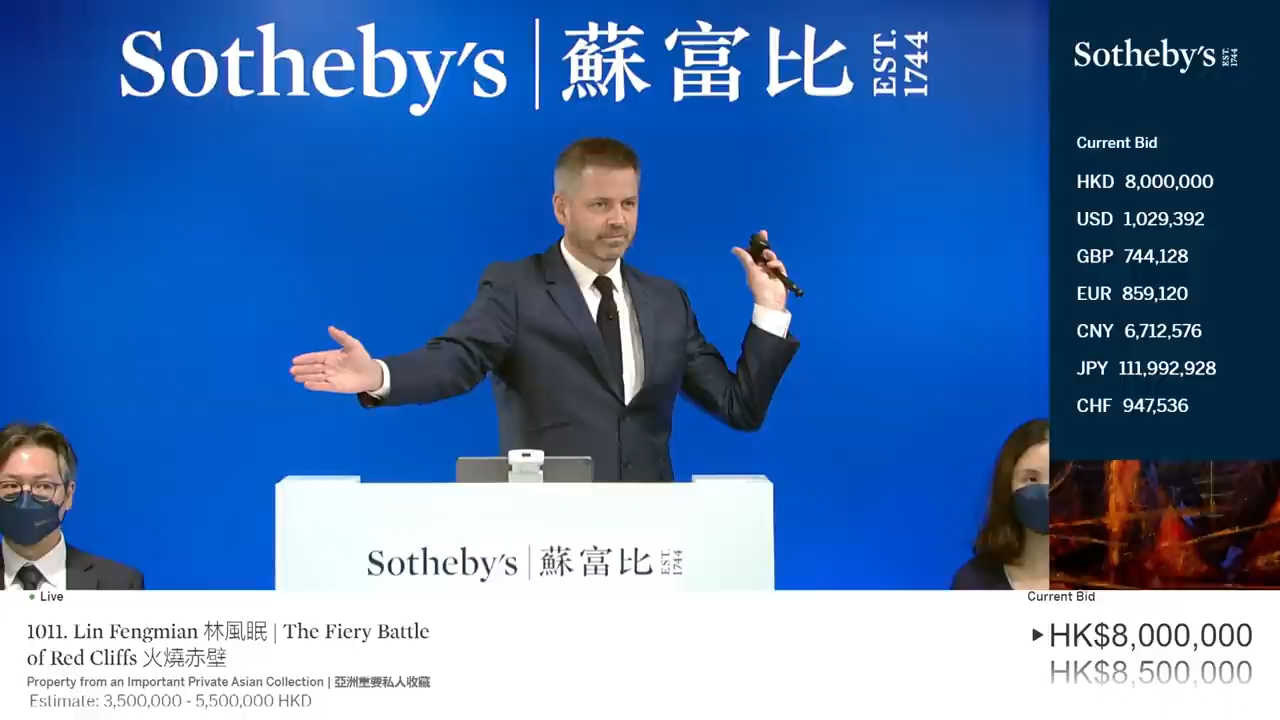 Sotheby's | 蘇富比 EST. 1744
Sotheby's EST. 1744
Current Bid
HKD 8,000,000
USD 1,029,392
GBP 744,128
EUR 859,120
CNY 6,712,576
JPY 111,992,928
CHF 947,536
Sotheby's | 蘇富比 EST. 1744
Live
1011. Lin Fengmian 林風眠 | The Fiery Battle
of Red Cliffs 火燒赤壁
Property from an Important Private Asian Collection | 亞洲重要私人收藏
Estimate: 3,500,000 - 5,500,000 HKD
Current Bid
HK$8,000,000
HK$8,500,000